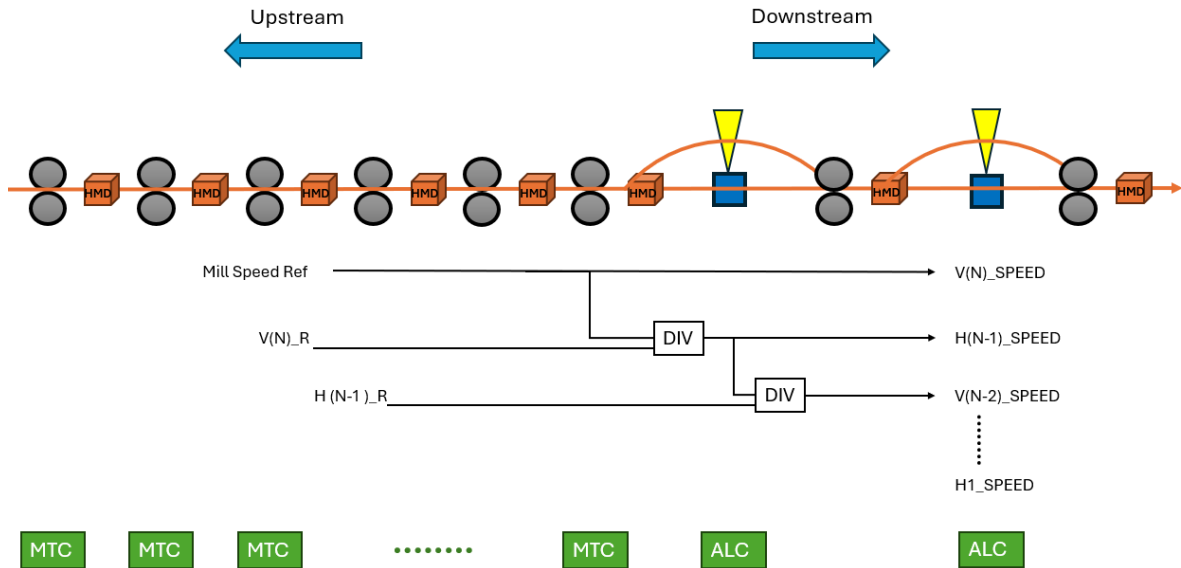 Upstream
Downstream
HMD
HMD
HMD
HMD
HMD
HMD
HMD
HMD
Mill Speed Ref
V(N)_SPEED
V(N)_R
DIV
H(N-1)_SPEED
H (N-1 )_R
DIV
V(N-2)_SPEED
H1_SPEED
MTC
MTC
MTC
MTC
ALC
ALC